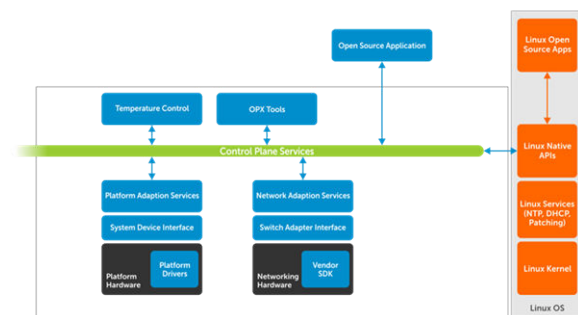 Open Source Application
Linux Open
Source Apps
Temperature Control
OPX Tools
Control Plane Services
Linux Native
APIs
Platform Adaption Services
Network Adaption Services
Linux Services
(NTP, DHCP,
Patching)
System Device Interface
Switch Adapter Interface
Platform
Hardware
Platform
Drivers
Networking
Hardware
Vendor
SDK
Linux Kernel
Linux OS